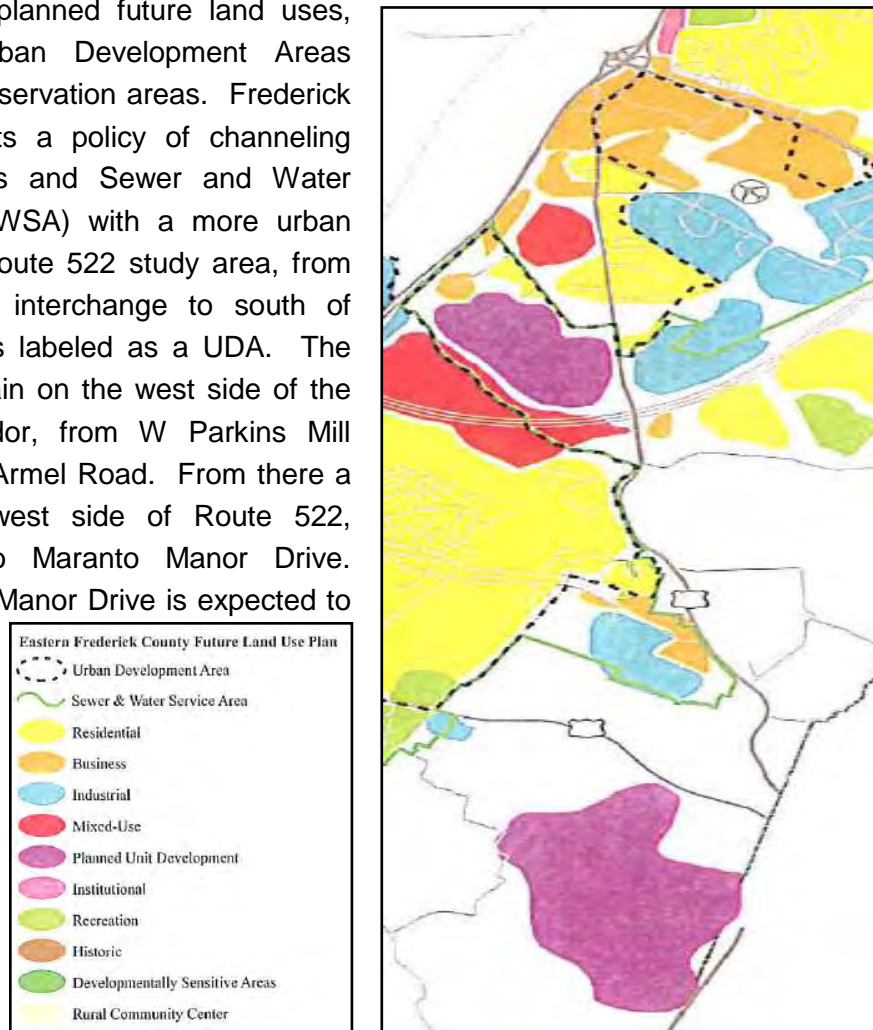 planned future land uses,
ban Development Areas
servation areas. Frederick
ts a policy of channeling
s and Sewer and Water
WSA) with a more urban
oute 522 study area, from
interchange to south of
s labeled as a UDA. The
ain on the west side of the
dor, from W Parkins Mill
Armel Road. From there a
west side of Route 522,
o Maranto Manor Drive.
Manor Drive is expected to
Eastern Frederick County Future Land Use Plan
Urban Development Area
Sewer & Water Service Area
Residential
Business
Industrial
Mixed-Use
Planned Unit Development
Institutional
Recreation
Historic
Developmentally Sensitive Areas
Rural Community Center